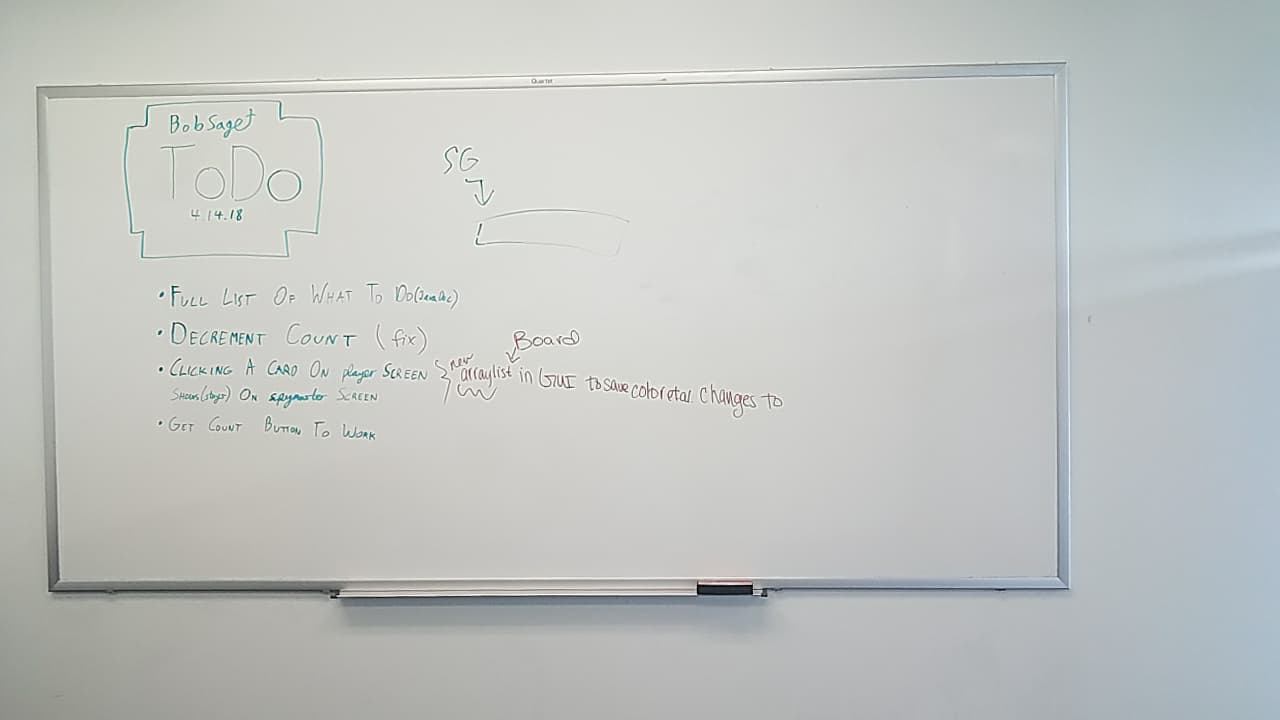 Quartet
BobSaget
ToDo
4.14.18
SG
• FULL LIST OF WHAT TO DO (JavaDoc)
• DECREMENT COUNT (fix)
Board
• CLICKING A CARD ON player SCREEN } new arraylist in GUI to save color etal. changes to
SHOWS (stays) ON spymaster SCREEN
• GET COUNT BUTTON TO WORK